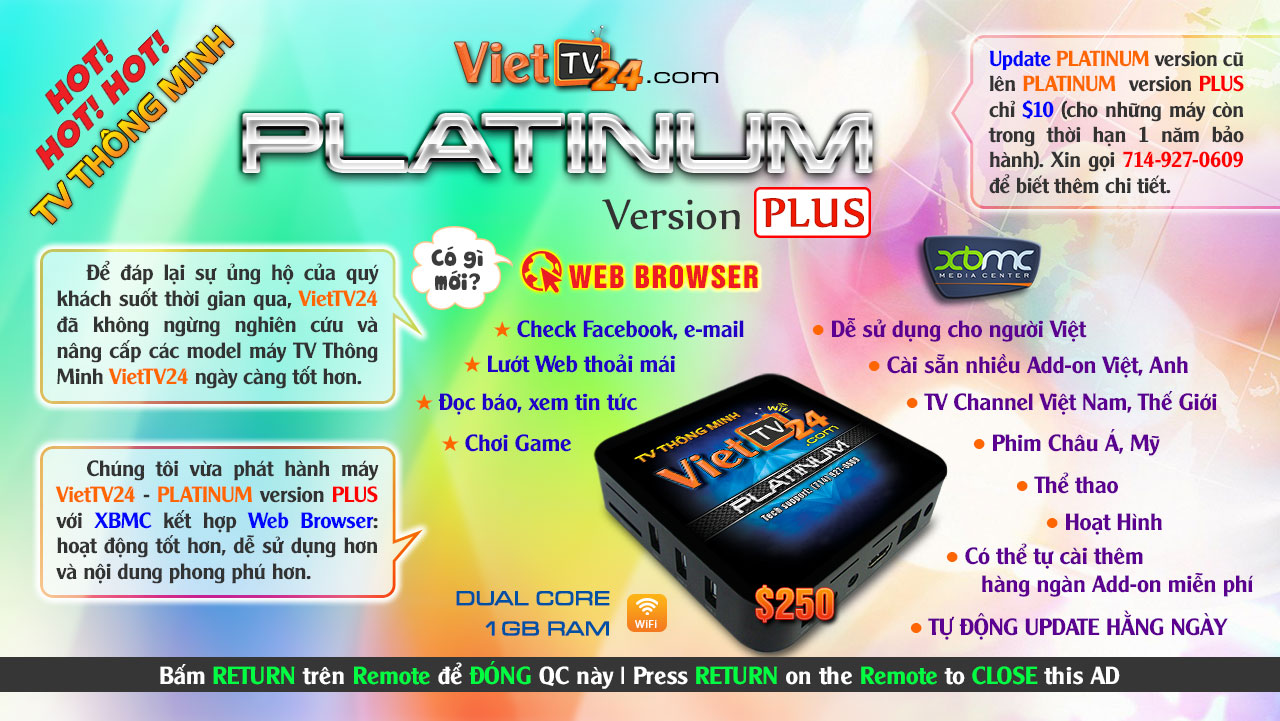 HOT!
HOT! HOT!
TV THÔNG MINH
VietTV24.com
PLATINUM
Version PLUS
Update PLATINUM version cũ
lên PLATINUM version PLUS
chỉ $10 (cho những máy còn
trong thời hạn 1 năm bảo
hành). Xin gọi 714-927-0609
để biết thêm chi tiết.
Để đáp lại sự ủng hộ của quý
khách suốt thời gian qua, VietTV24
đã không ngừng nghiên cứu và
nâng cấp các model máy TV Thông
Minh VietTV24 ngày càng tốt hơn.
Chúng tôi vừa phát hành máy
VietTV24 - PLATINUM version PLUS
với XBMC kết hợp Web Browser:
hoạt động tốt hơn, dễ sử dụng hơn
và nội dung phong phú hơn.
Có gì
mới?
WEB BROWSER
★ Check Facebook, e-mail
★ Lướt Web thoải mái
★ Đọc báo, xem tin tức
★ Chơi Game
xbmc
MEDIA CENTER
• Dễ sử dụng cho người Việt
• Cài sẵn nhiều Add-on Việt, Anh
• TV Channel Việt Nam, Thế Giới
• Phim Châu Á, Mỹ
• Thể thao
• Hoạt Hình
• Có thể tự cài thêm
hàng ngàn Add-on miễn phí
• TỰ ĐỘNG UPDATE HẰNG NGÀY
TV THÔNG MINH
Wifi
VietTV24.com
PLATINUM
Tech support: (714) 927-0609
$250
DUAL CORE
1GB RAM
WiFi
Bấm RETURN trên Remote để ĐÓNG QC này | Press RETURN on the Remote to CLOSE this AD